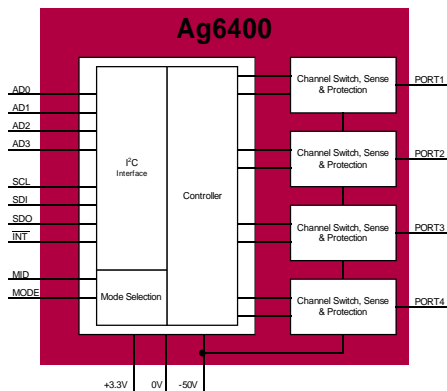 Ag6400
AD0
AD1
AD2
AD3
SCL
SDI
SDO
INT
MID
MODE
I²C
Interface
Controller
Mode Selection
Channel Switch, Sense
& Protection
PORT1
Channel Switch, Sense
& Protection
PORT2
Channel Switch, Sense
& Protection
PORT3
Channel Switch, Sense
& Protection
PORT4
+3.3V
0V
-50V